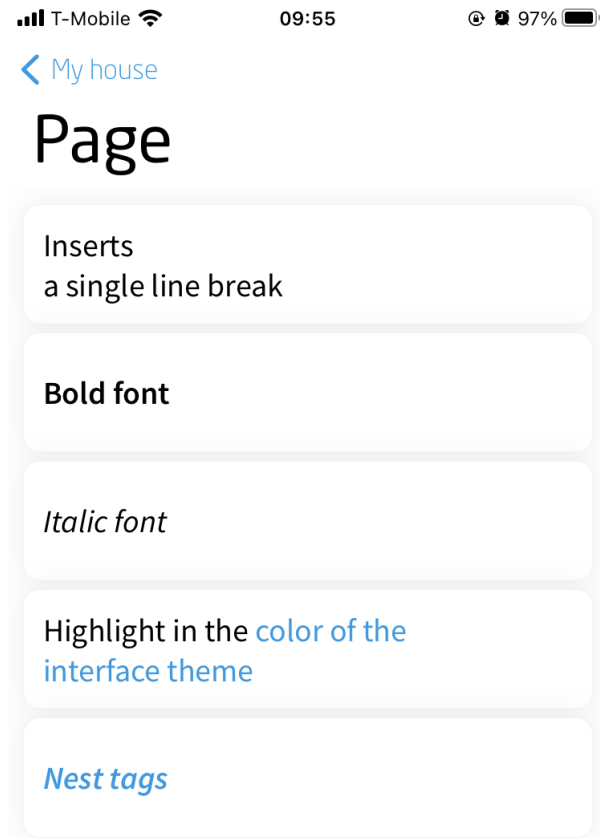 T-Mobile 09:55 97%
My house
Page
Inserts
a single line break
Bold font
Italic font
Highlight in the color of the
interface theme
Nest tags